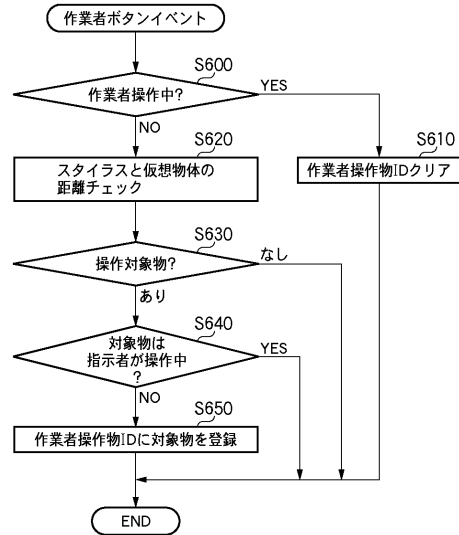 作業者ボタンイベント
S600
作業者操作中?
YES
NO
S610
作業者操作物IDクリア
S620
スタイラスと仮想物体の
距離チェック
S630
操作対象物?
なし
あり
S640
対象物は
指示者が操作中
?
YES
NO
S650
作業者操作物IDに対象物を登録
END